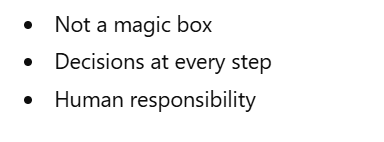 • Not a magic box
• Decisions at every step
• Human responsibility